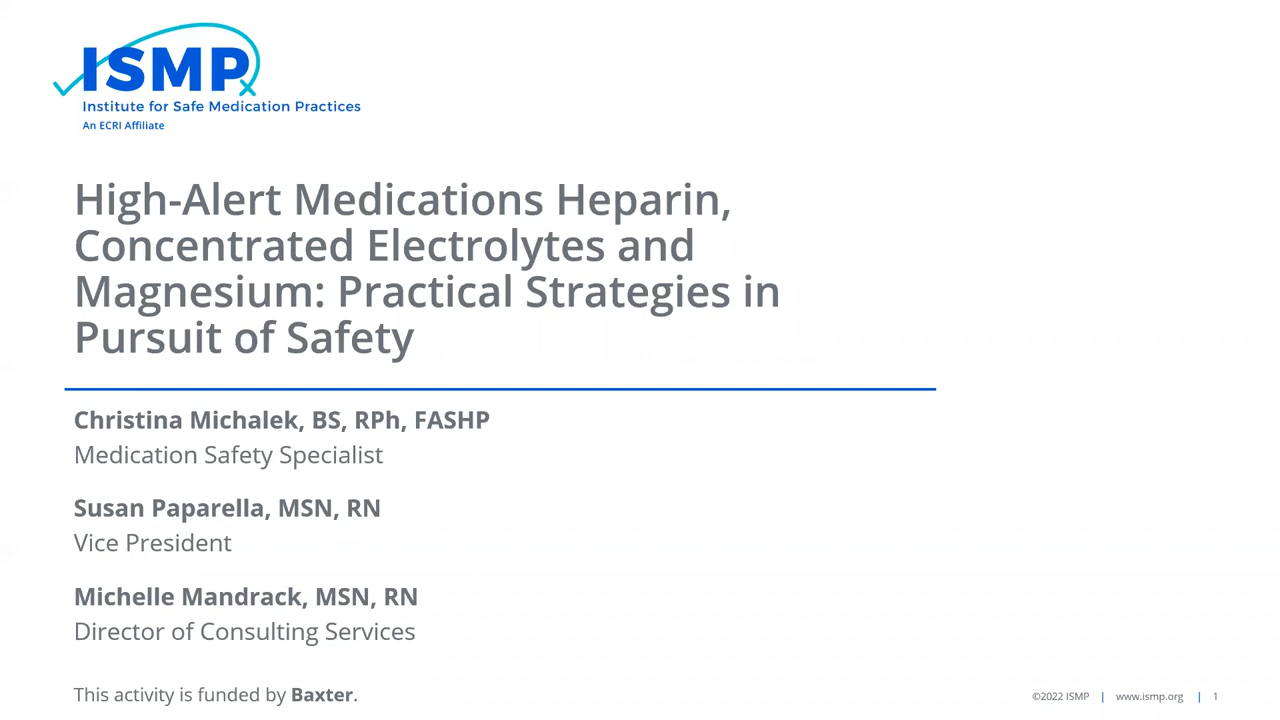 ISMP
Institute for Safe Medication Practices
An ECRI Affiliate
High-Alert Medications Heparin,
Concentrated Electrolytes and
Magnesium: Practical Strategies in
Pursuit of Safety
Christina Michalek, BS, RPh, FASHP
Medication Safety Specialist
Susan Paparella, MSN, RN
Vice President
Michelle Mandrack, MSN, RN
Director of Consulting Services
This activity is funded by Baxter.
©2022 ISMP | www.ismp.org | 1